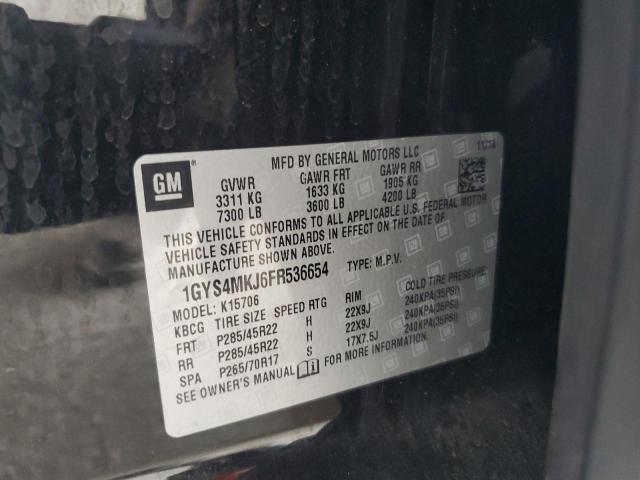 MFD BY GENERAL MOTORS LLC
GM
GVWR GAWR FRT GAWR RR
3311 KG 1633 KG 1905 KG
7300 LB 3600 LB 4200 LB
THIS VEHICLE CONFORMS TO ALL APPLICABLE U.S. FEDERAL MOTOR
VEHICLE SAFETY STANDARDS IN EFFECT ON THE DATE OF
MANUFACTURE SHOWN ABOVE.
1GYS4MKJ6FR536654 TYPE: M.P.V.
MODEL: K15706
KBCG TIRE SIZE SPEED RTG RIM COLD TIRE PRESSURE
FRT P285/45R22 H 22X9J 240KPA(35PSI)
RR P285/45R22 H 22X9J 240KPA(35PSI)
SPA P265/70R17 S 17X7.5J 240KPA(35PSI)
SEE OWNER'S MANUAL FOR MORE INFORMATION.